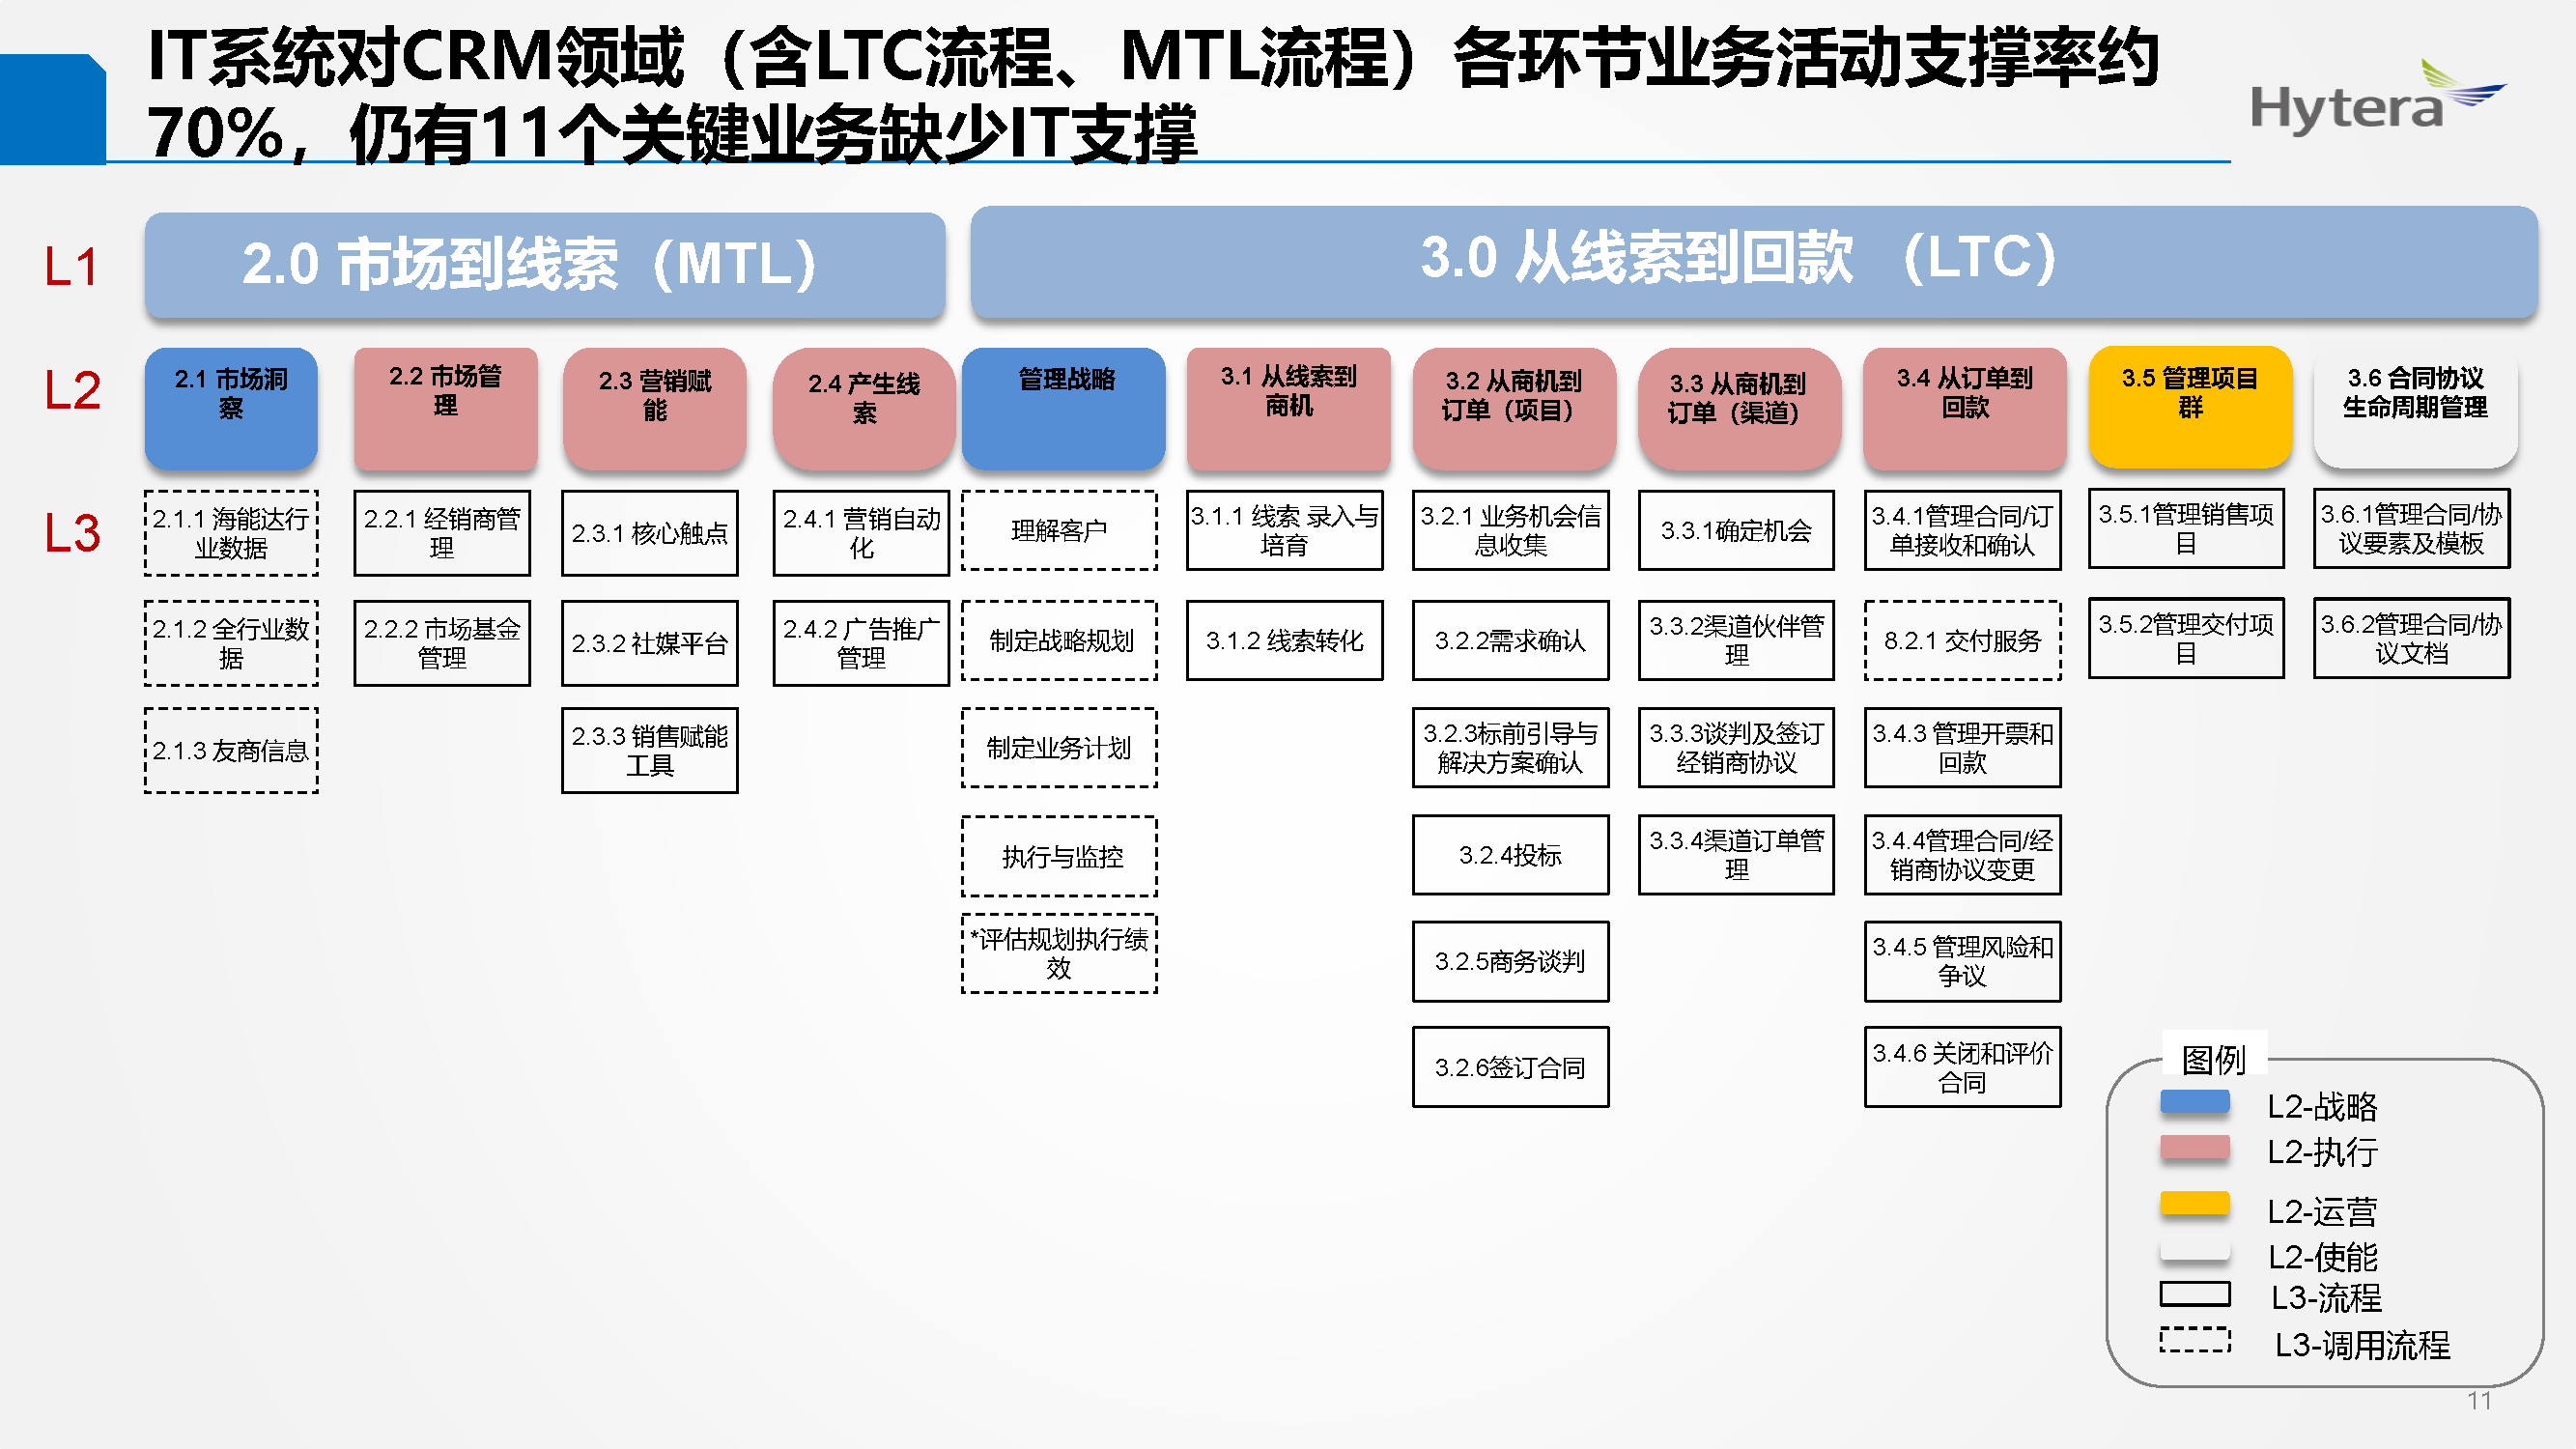 IT系统对CRM领域（含LTC流程、MTL流程）各环节业务活动支撑率约
70%，仍有11个关键业务缺少IT支撑
Hytera
L1
2.0 市场到线索（MTL）
3.0 从线索到回款 （LTC）
L2
2.1 市场洞
察
2.2 市场管
理
2.3 营销赋
能
2.4 产生线
索
管理战略
3.1 从线索到
商机
3.2 从商机到
订单（项目）
3.3 从商机到
订单（渠道）
3.4 从订单到
回款
3.5 管理项目
群
3.6 合同协议
生命周期管理
L3
2.1.1 海能达行
业数据
2.2.1 经销商管
理
2.3.1 核心触点
2.4.1 营销自动
化
理解客户
3.1.1 线索 录入与
培育
3.2.1 业务机会信
息收集
3.3.1确定机会
3.4.1管理合同/订
单接收和确认
3.5.1管理销售项
目
3.6.1管理合同/协
议要素及模板
2.1.2 全行业数
据
2.2.2 市场基金
管理
2.3.2 社媒平台
2.4.2 广告推广
管理
制定战略规划
3.1.2 线索转化
3.2.2需求确认
3.3.2渠道伙伴管
理
8.2.1 交付服务
3.5.2管理交付项
目
3.6.2管理合同/协
议文档
2.1.3 友商信息
2.3.3 销售赋能
工具
制定业务计划
3.2.3标前引导与
解决方案确认
3.3.3谈判及签订
经销商协议
3.4.3 管理开票和
回款
执行与监控
3.2.4投标
3.3.4渠道订单管
理
3.4.4管理合同/经
销商协议变更
*评估规划执行绩
效
3.2.5商务谈判
3.4.5 管理风险和
争议
3.2.6签订合同
3.4.6 关闭和评价
合同
图例
L2-战略
L2-执行
L2-运营
L2-使能
L3-流程
L3-调用流程
11